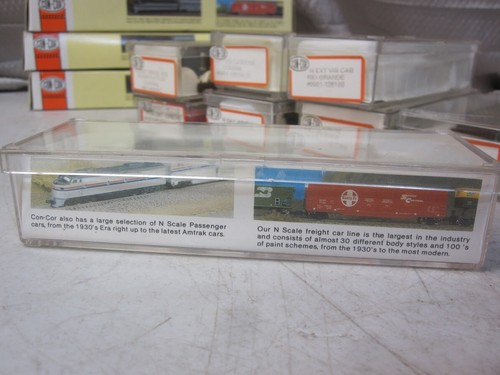 Con-Cor also has a large selection of N Scale Passenger
cars, from the 1930's Era right up to the latest Amtrak cars.
Our N Scale freight car line is the largest in the industry
and consists of almost 30 different body styles and 100 's
of paint schemes, from the 1930's to the most modern.